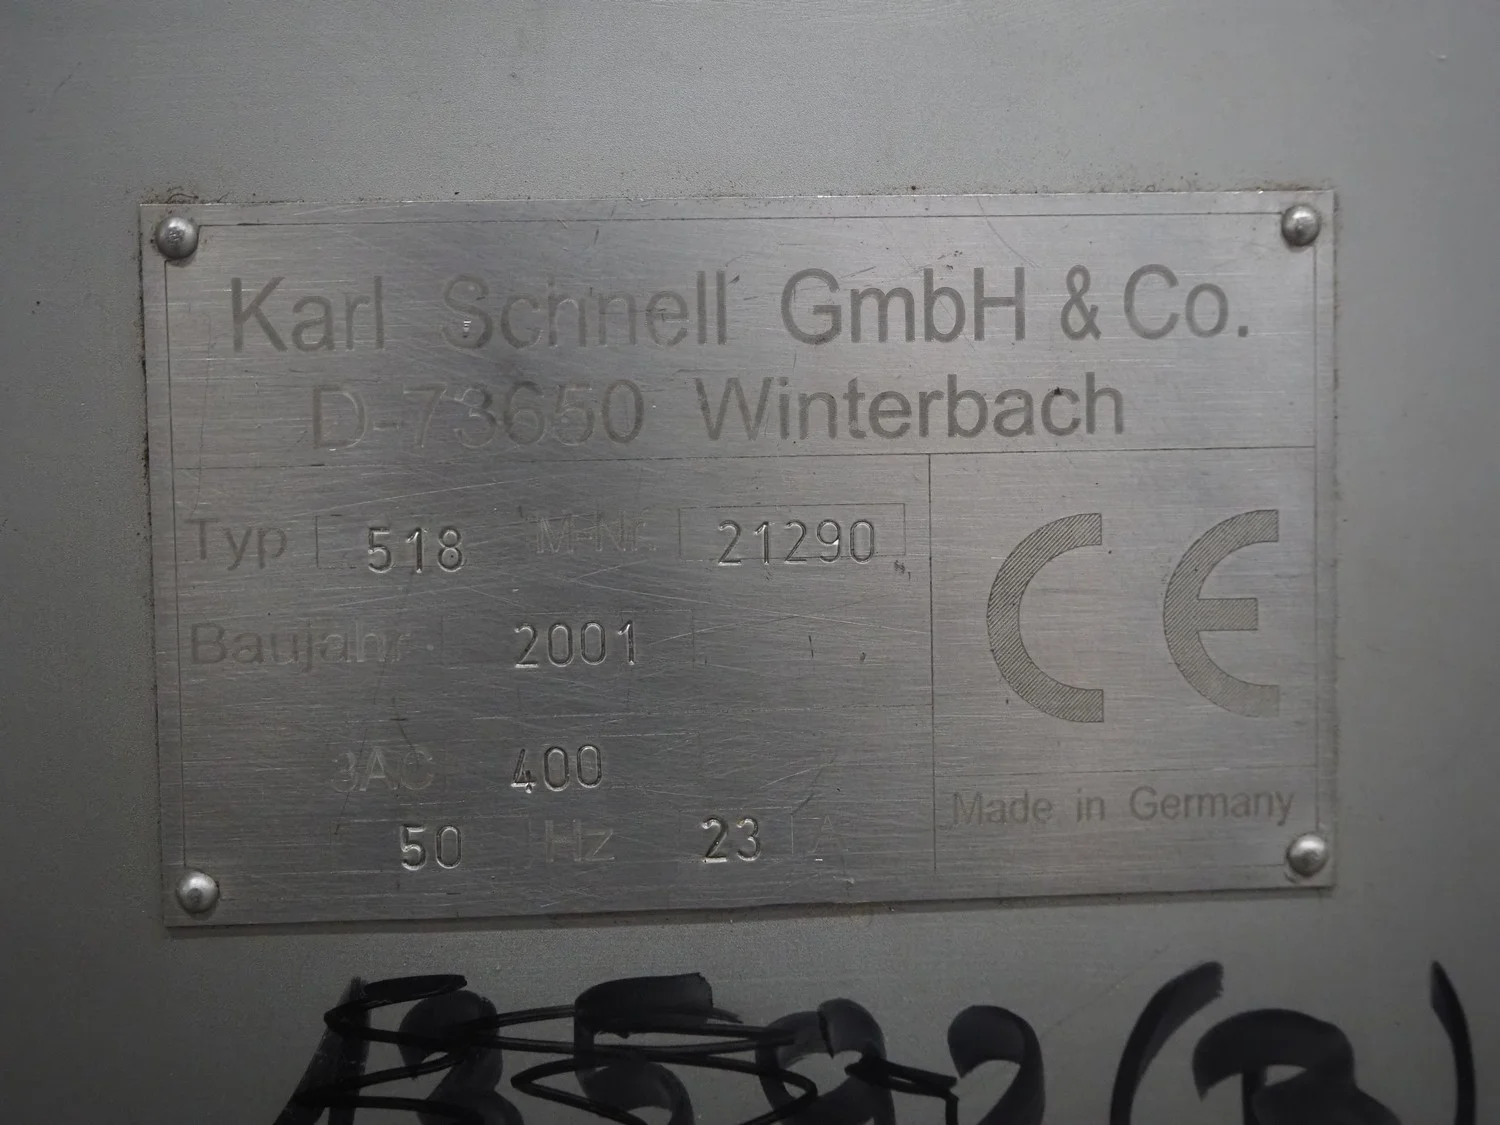 Karl Schnell GmbH & Co.
D-73650 Winterbach
Typ 518 M-Nr. 21290
Baujahr 2001
3AC 400
50 Hz 23 A
CE
Made in Germany